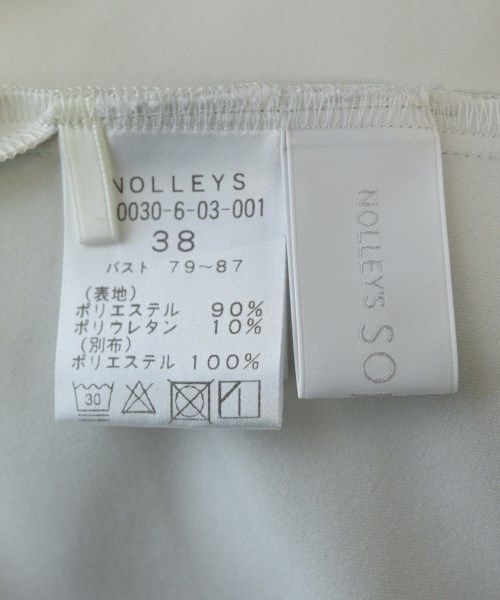 NOLLEYS
0030-6-03-001
38
バスト 79~87
(表地)
ポリエステル 90%
ポリウレタン 10%
(別布)
ポリエステル 100%
30
NOLLEY'S SO